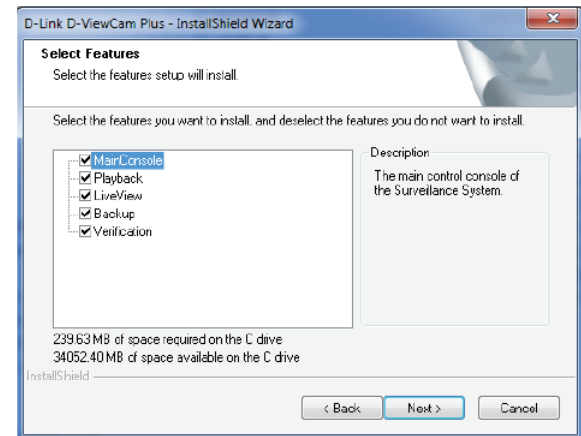 D-Link D-ViewCam Plus - InstallShield Wizard
Select Features
Select the features setup will install.
Select the features you want to install, and deselect the features you do not want to install.
MainConsole
Playback
LiveView
Backup
Verification
Description
The main control console of
the Surveillance System.
239.63 MB of space required on the C drive
34052.40 MB of space available on the C drive
InstallShield
< Back
Next >
Cancel